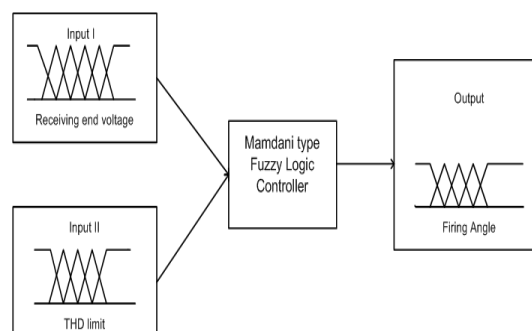 Input I
Receiving end voltage
Input II
THD limit
Mamdani type
Fuzzy Logic
Controller
Output
Firing Angle